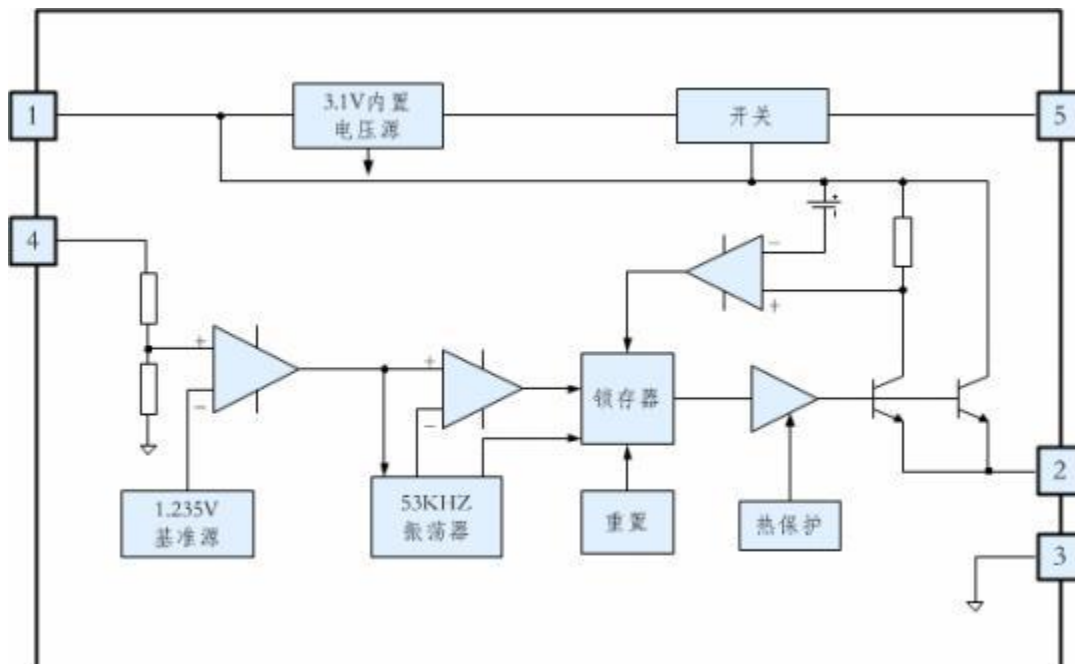 3.1V内置
电压源
开关
1
5
4
-
+
+
-
+
-
+
-
锁存器
1.235V
基准源
53KHZ
振荡器
重置
热保护
2
3